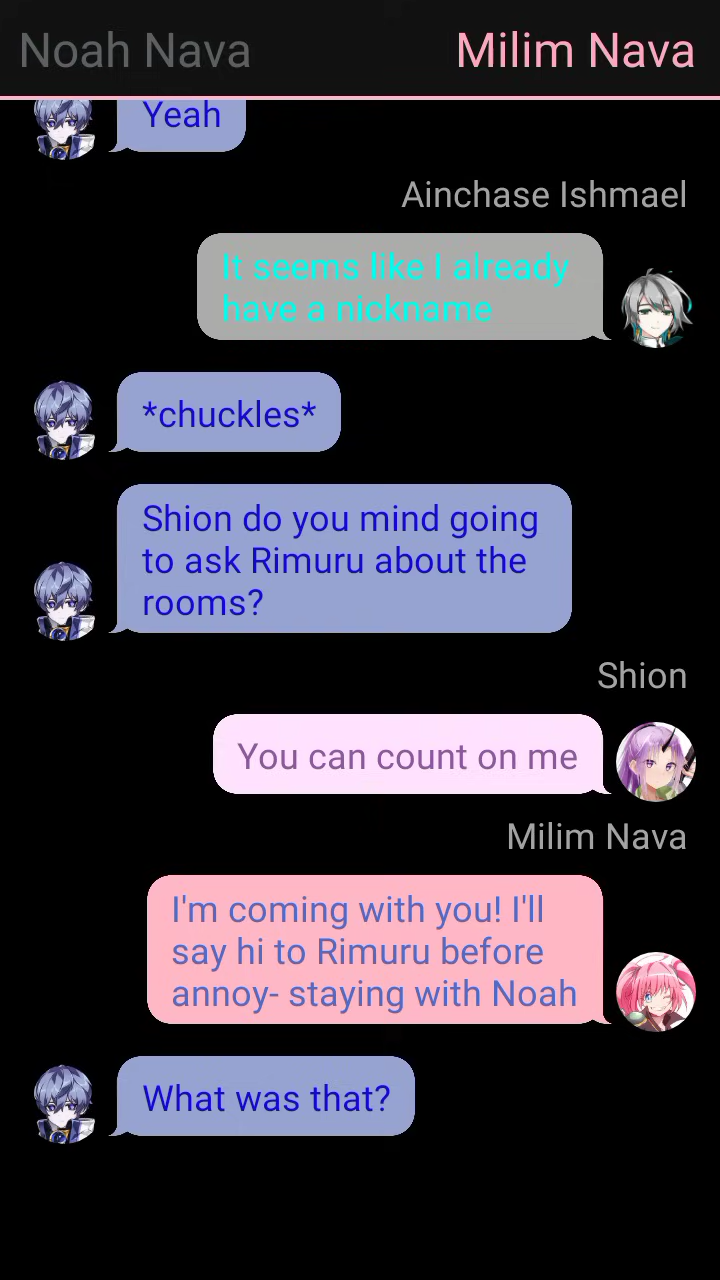 Noah Nava
Milim Nava
Yeah
Ainchase Ishmael
It seems like I already
have a nickname
*chuckles*
Shion do you mind going
to ask Rimuru about the
rooms?
Shion
You can count on me
Milim Nava
I'm coming with you! I'll
say hi to Rimuru before
annoy- staying with Noah
What was that?